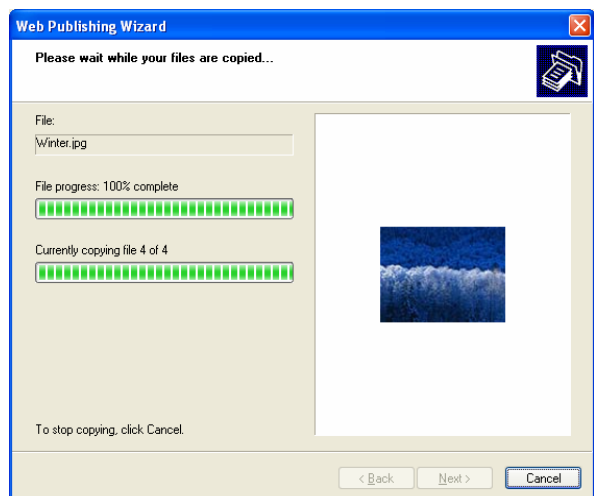 Web Publishing Wizard
Please wait while your files are copied...
File:
Winter.jpg
File progress: 100% complete
Currently copying file 4 of 4
To stop copying, click Cancel.
< Back
Next >
Cancel